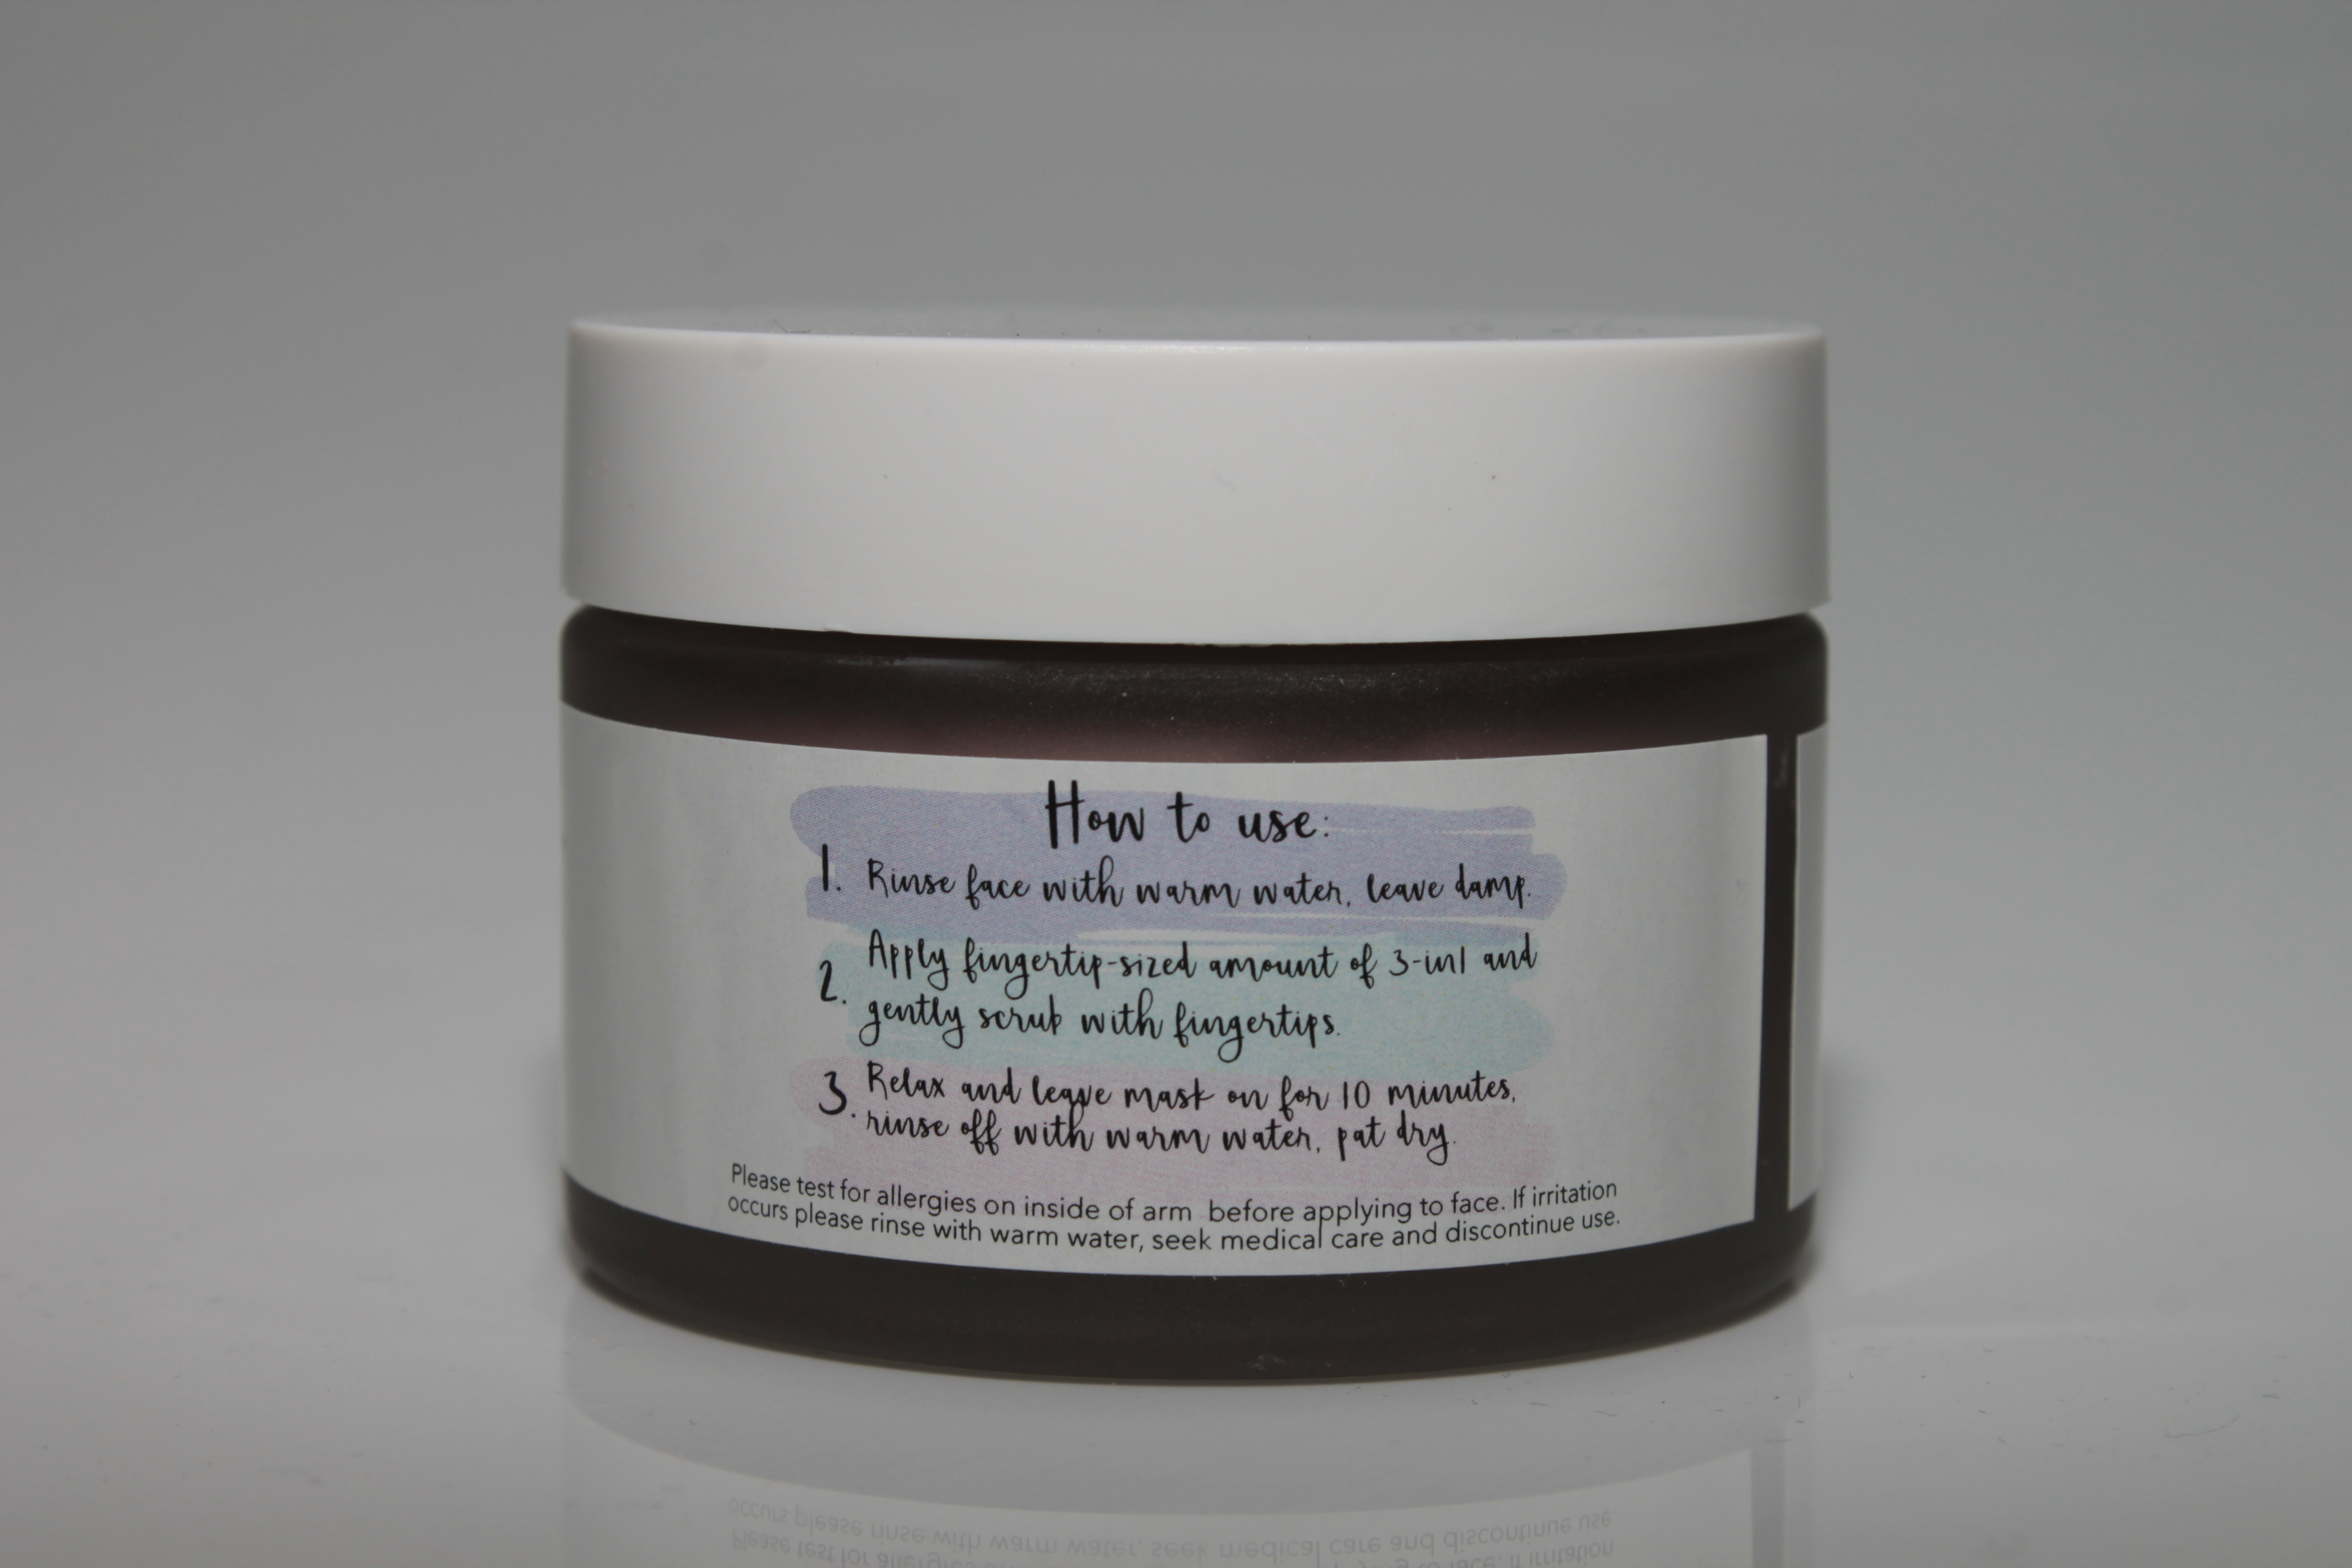 How to use:
1. Rinse face with warm water, leave damp.
2. Apply fingertip-sized amount of 3-in1 and
gently scrub with fingertips.
3. Relax and leave mask on for 10 minutes,
rinse off with warm water, pat dry.
Please test for allergies on inside of arm before applying to face. If irritation
occurs please rinse with warm water, seek medical care and discontinue use.